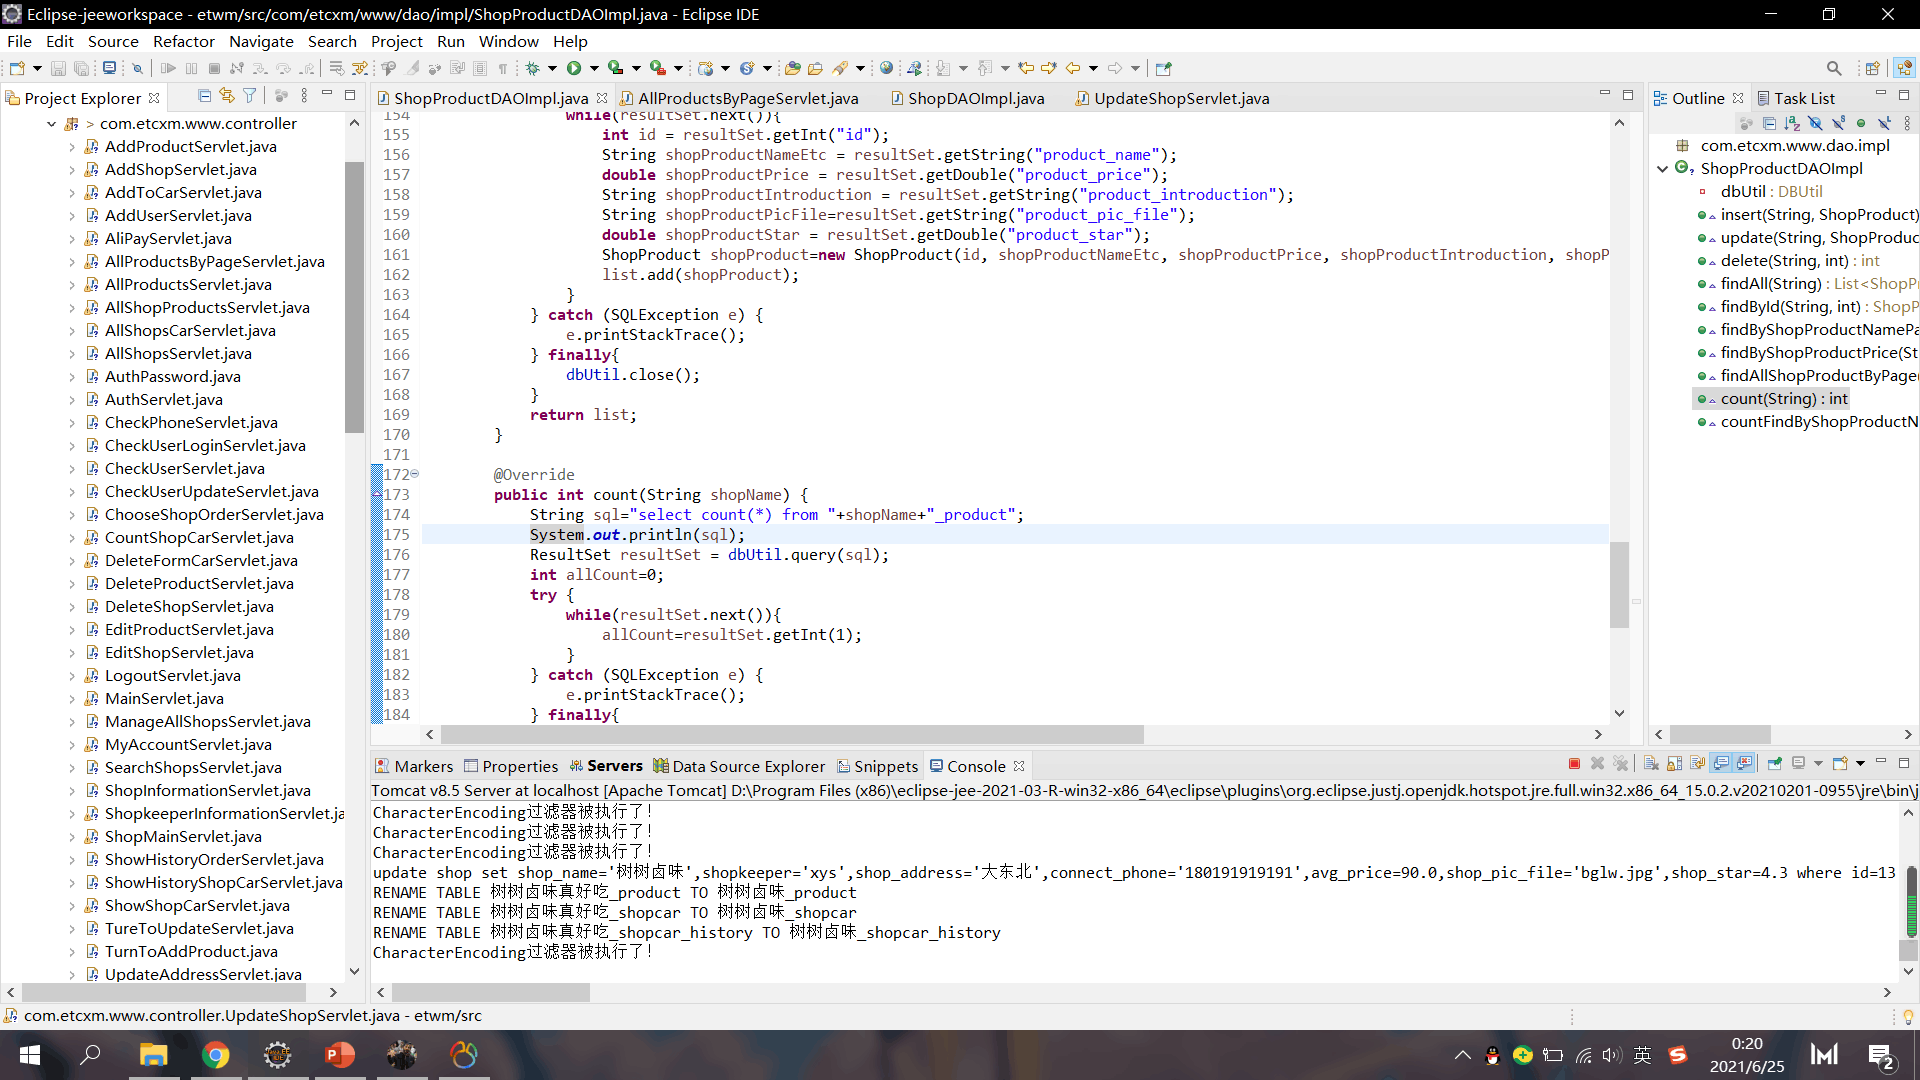 Eclipse-jeeworkspace - etwm/src/com/etcxm/www/dao/impl/ShopProductDAOImpl.java - Eclipse IDE
File Edit Source Refactor Navigate Search Project Run Window Help
Project Explorer
> com.etcxm.www.controller
AddProductServlet.java
AddShopServlet.java
AddToCarServlet.java
AddUserServlet.java
AliPayServlet.java
AllProductsByPageServlet.java
AllProductsServlet.java
AllShopProductsServlet.java
AllShopsCarServlet.java
AllShopsServlet.java
AuthPassword.java
AuthServlet.java
CheckPhoneServlet.java
CheckUserLoginServlet.java
CheckUserServlet.java
CheckUserUpdateServlet.java
ChooseShopOrderServlet.java
CountShopCarServlet.java
DeleteFormCarServlet.java
DeleteProductServlet.java
DeleteShopServlet.java
EditProductServlet.java
EditShopServlet.java
LogoutServlet.java
MainServlet.java
ManageAllShopsServlet.java
MyAccountServlet.java
SearchShopsServlet.java
ShopInformationServlet.java
ShopkeeperInformationServlet.ja
ShopMainServlet.java
ShowHistoryOrderServlet.java
ShowHistoryShopCarServlet.java
ShowShopCarServlet.java
TureToUpdateServlet.java
TurnToAddProduct.java
UpdateAddressServlet.java
ShopProductDAOImpl.java AllProductsByPageServlet.java ShopDAOImpl.java UpdateShopServlet.java
154 while(resultSet.next()){
155 int id = resultSet.getInt("id");
156 String shopProductNameEtc = resultSet.getString("product_name");
157 double shopProductPrice = resultSet.getDouble("product_price");
158 String shopProductIntroduction = resultSet.getString("product_introduction");
159 String shopProductPicFile=resultSet.getString("product_pic_file");
160 double shopProductStar = resultSet.getDouble("product_star");
161 ShopProduct shopProduct=new ShopProduct(id, shopProductNameEtc, shopProductPrice, shopProductIntroduction, shopP
162 list.add(shopProduct);
163 }
164 } catch (SQLException e) {
165 e.printStackTrace();
166 } finally{
167 dbUtil.close();
168 }
169 return list;
170 }
171
172 @Override
173 public int count(String shopName) {
174 String sql="select count(*) from "+shopName+"_product";
175 System.out.println(sql);
176 ResultSet resultSet = dbUtil.query(sql);
177 int allCount=0;
178 try {
179 while(resultSet.next()){
180 allCount=resultSet.getInt(1);
181 }
182 } catch (SQLException e) {
183 e.printStackTrace();
184 } finally{
Outline Task List
com.etcxm.www.dao.impl
ShopProductDAOImpl
dbUtil : DBUtil
insert(String, ShopProduct)
update(String, ShopProduc
delete(String, int) : int
findAll(String) : List<ShopPr
findById(String, int) : ShopP
findByShopProductNamePa
findByShopProductPrice(St
findAllShopProductByPage(
count(String) : int
countFindByShopProductN
Markers Properties Servers Data Source Explorer Snippets Console
Tomcat v8.5 Server at localhost [Apache Tomcat] D:\Program Files (x86)\eclipse-jee-2021-03-R-win32-x86_64\eclipse\plugins\org.eclipse.justj.openjdk.hotspot.jre.full.win32.x86_64_15.0.2.v20210201-0955\jre\bin\j
CharacterEncoding过滤器被执行了!
CharacterEncoding过滤器被执行了!
CharacterEncoding过滤器被执行了!
update shop set shop_name='树树卤味',shopkeeper='xys',shop_address='大东北',connect_phone='180191919191',avg_price=90.0,shop_pic_file='bglw.jpg',shop_star=4.3 where id=13
RENAME TABLE 树树卤味真好吃_product TO 树树卤味_product
RENAME TABLE 树树卤味真好吃_shopcar TO 树树卤味_shopcar
RENAME TABLE 树树卤味真好吃_shopcar_history TO 树树卤味_shopcar_history
CharacterEncoding过滤器被执行了!
com.etcxm.www.controller.UpdateShopServlet.java - etwm/src
英
0:20
2021/6/25
2